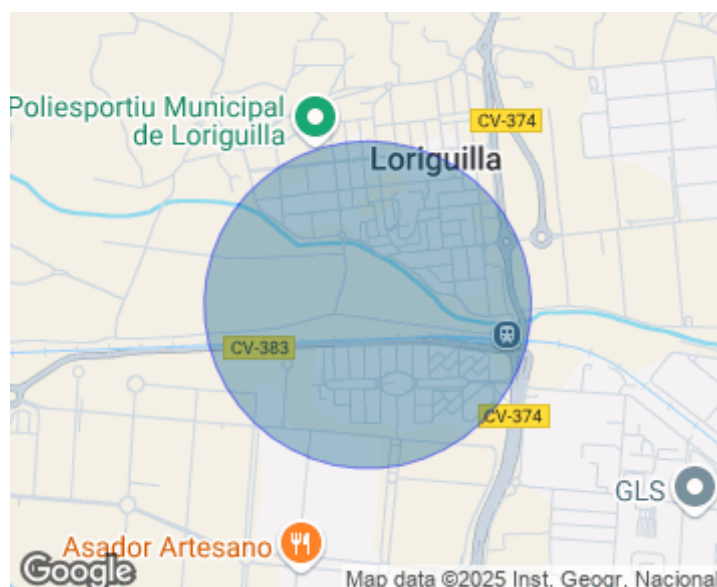 Poliesportiu Municipal
de Loriguilla
CV-374
Loriguilla
CV-383
CV-374
GLS
Asador Artesano
Google
Map data ©2025 Inst. Geogr. Nacional